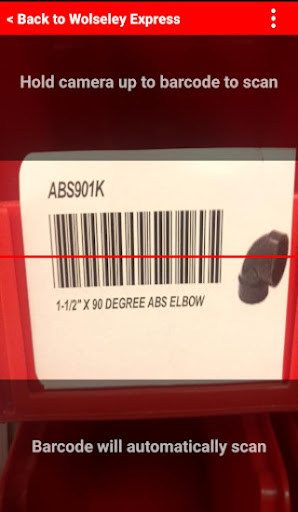 < Back to Wolseley Express
Hold camera up to barcode to scan
ABS901K
1-1/2" X 90 DEGREE ABS ELBOW
Barcode will automatically scan